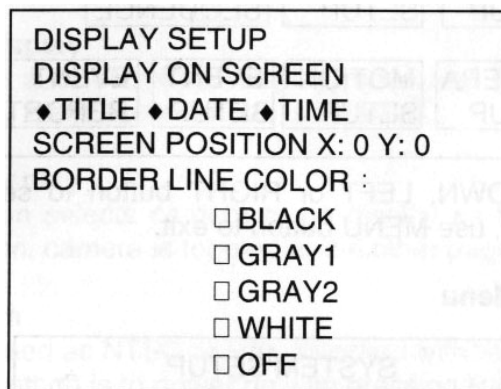 DISPLAY SETUP
DISPLAY ON SCREEN
♦TITLE ♦DATE ♦TIME
SCREEN POSITION X: 0 Y: 0
BORDER LINE COLOR :
□BLACK
□GRAY1
□GRAY2
□WHITE
□OFF